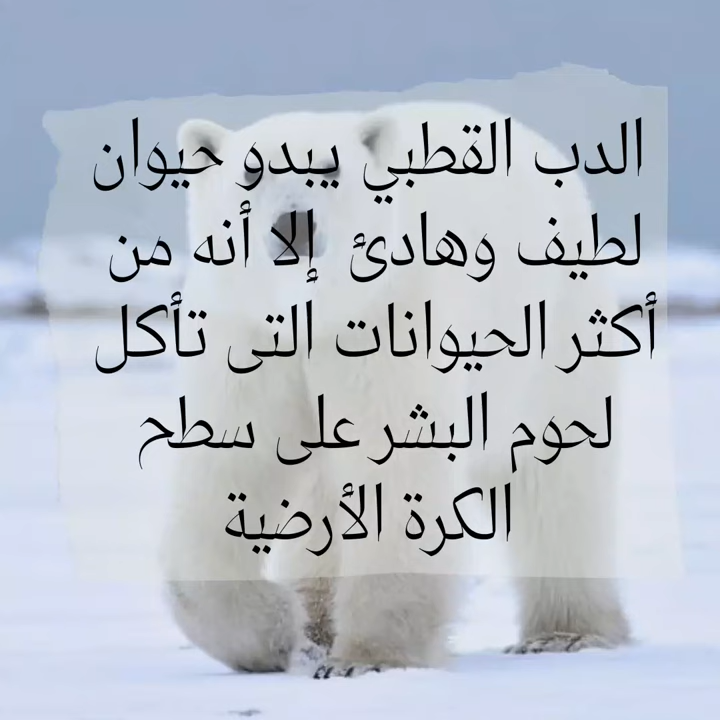 الدب القطبي يبدو حيوان
لطيف وهادئ إلا أنه من
أكثر الحيوانات التى تأكل
لحوم البشر على سطح
الكرة الأرضية